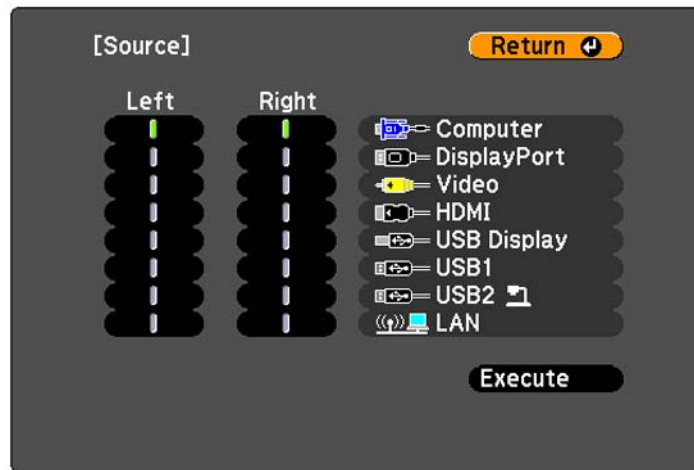 [Source]
Return
Left Right
Computer
DisplayPort
Video
HDMI
USB Display
USB1
USB2
LAN
Execute